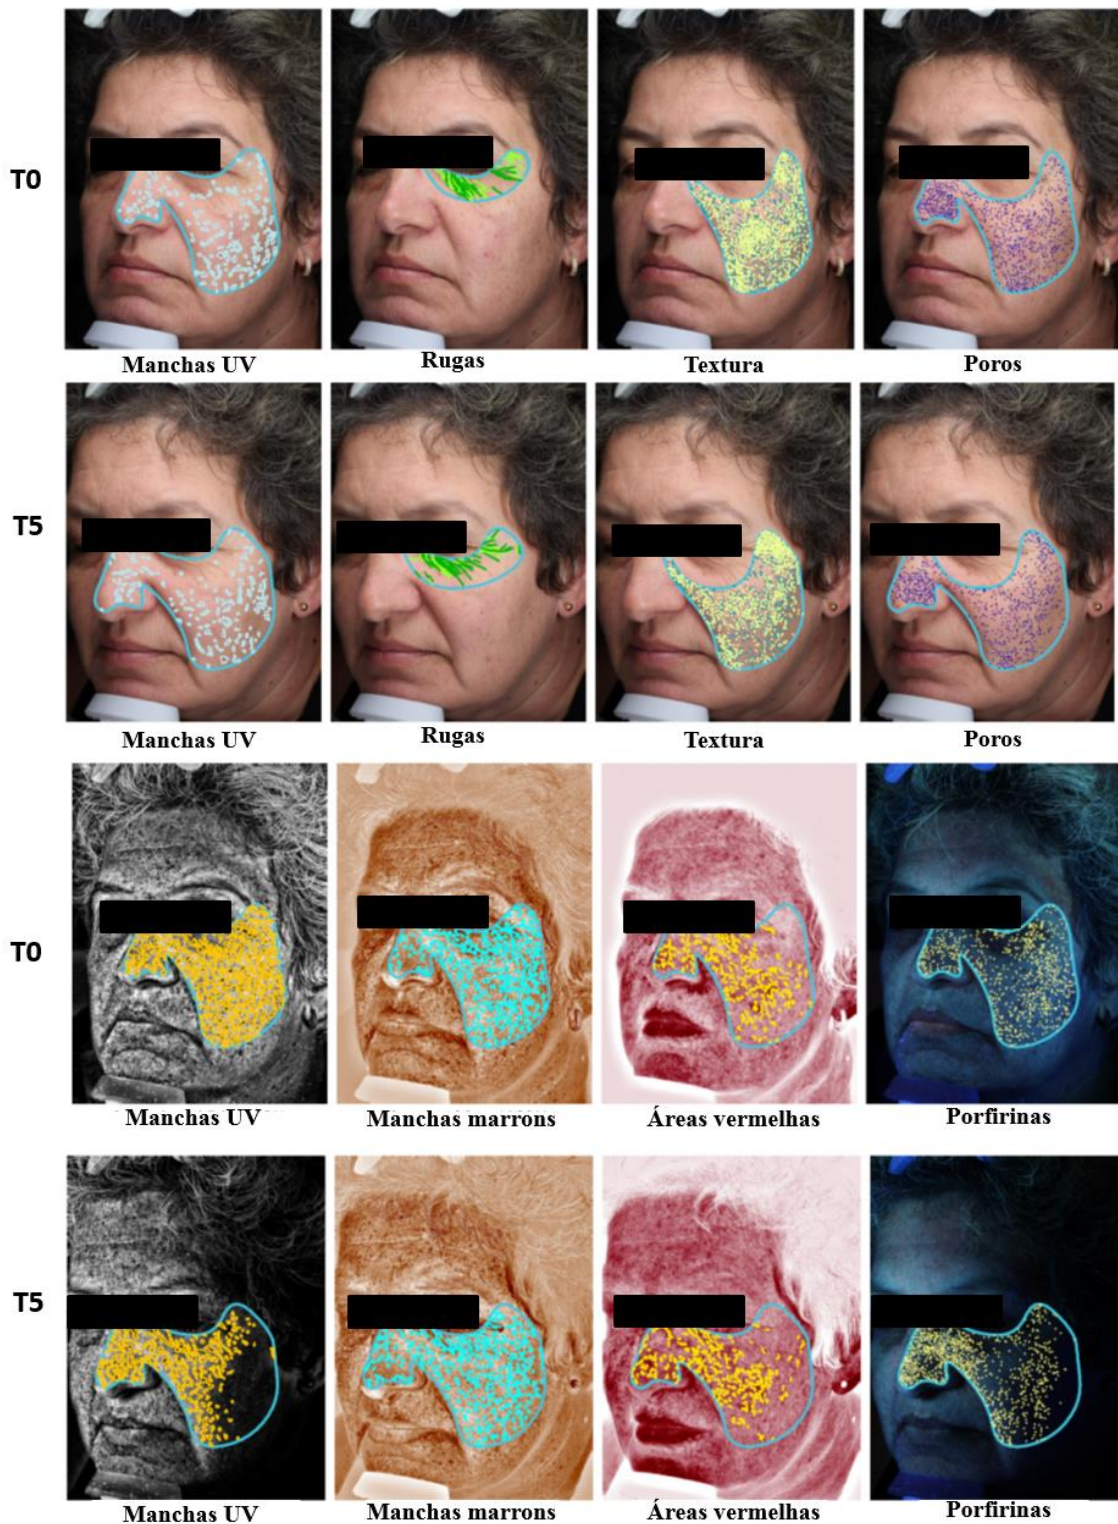 T0
Manchas UV Rugas Textura Poros
T5
Manchas UV Rugas Textura Poros
T0
Manchas UV Manchas marrons Áreas vermelhas Porfirinas
T5
Manchas UV Manchas marrons Áreas vermelhas Porfirinas